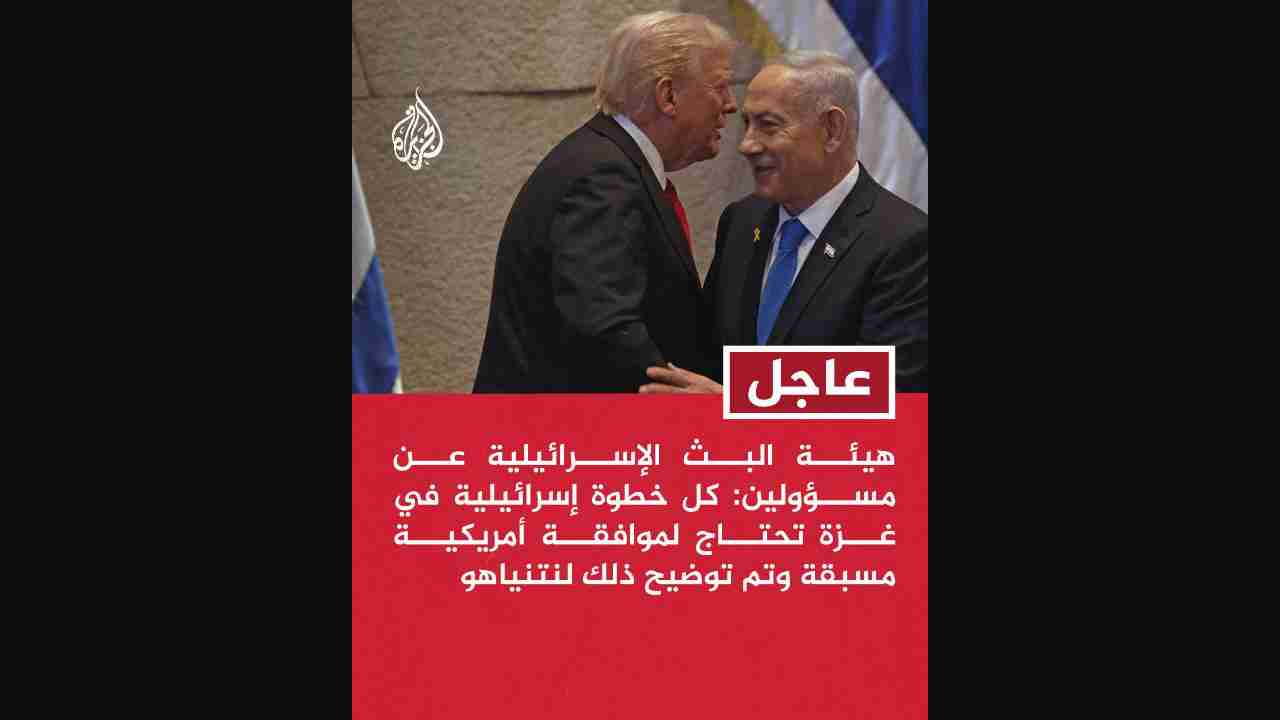 الجزيرة
عاجل
هيئة البث الإسرائيلية عن
مسؤولين: كل خطوة إسرائيلية في
غزة تحتاج لموافقة أمريكية
مسبقة وتم توضيح ذلك لنتنياهو